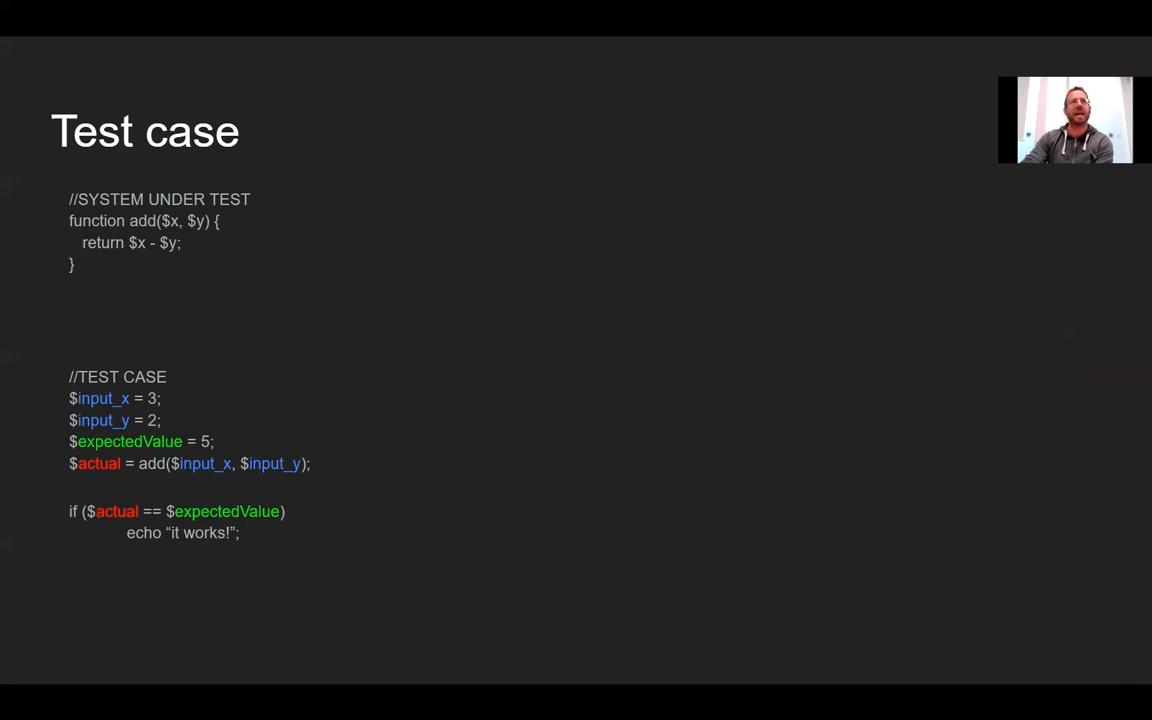 Test case
//SYSTEM UNDER TEST
function add($x, $y) {
return $x - $y;
}
//TEST CASE
$input_x = 3;
$input_y = 2;
$expectedValue = 5;
$actual = add($input_x, $input_y);
if ($actual == $expectedValue)
echo “it works!”;